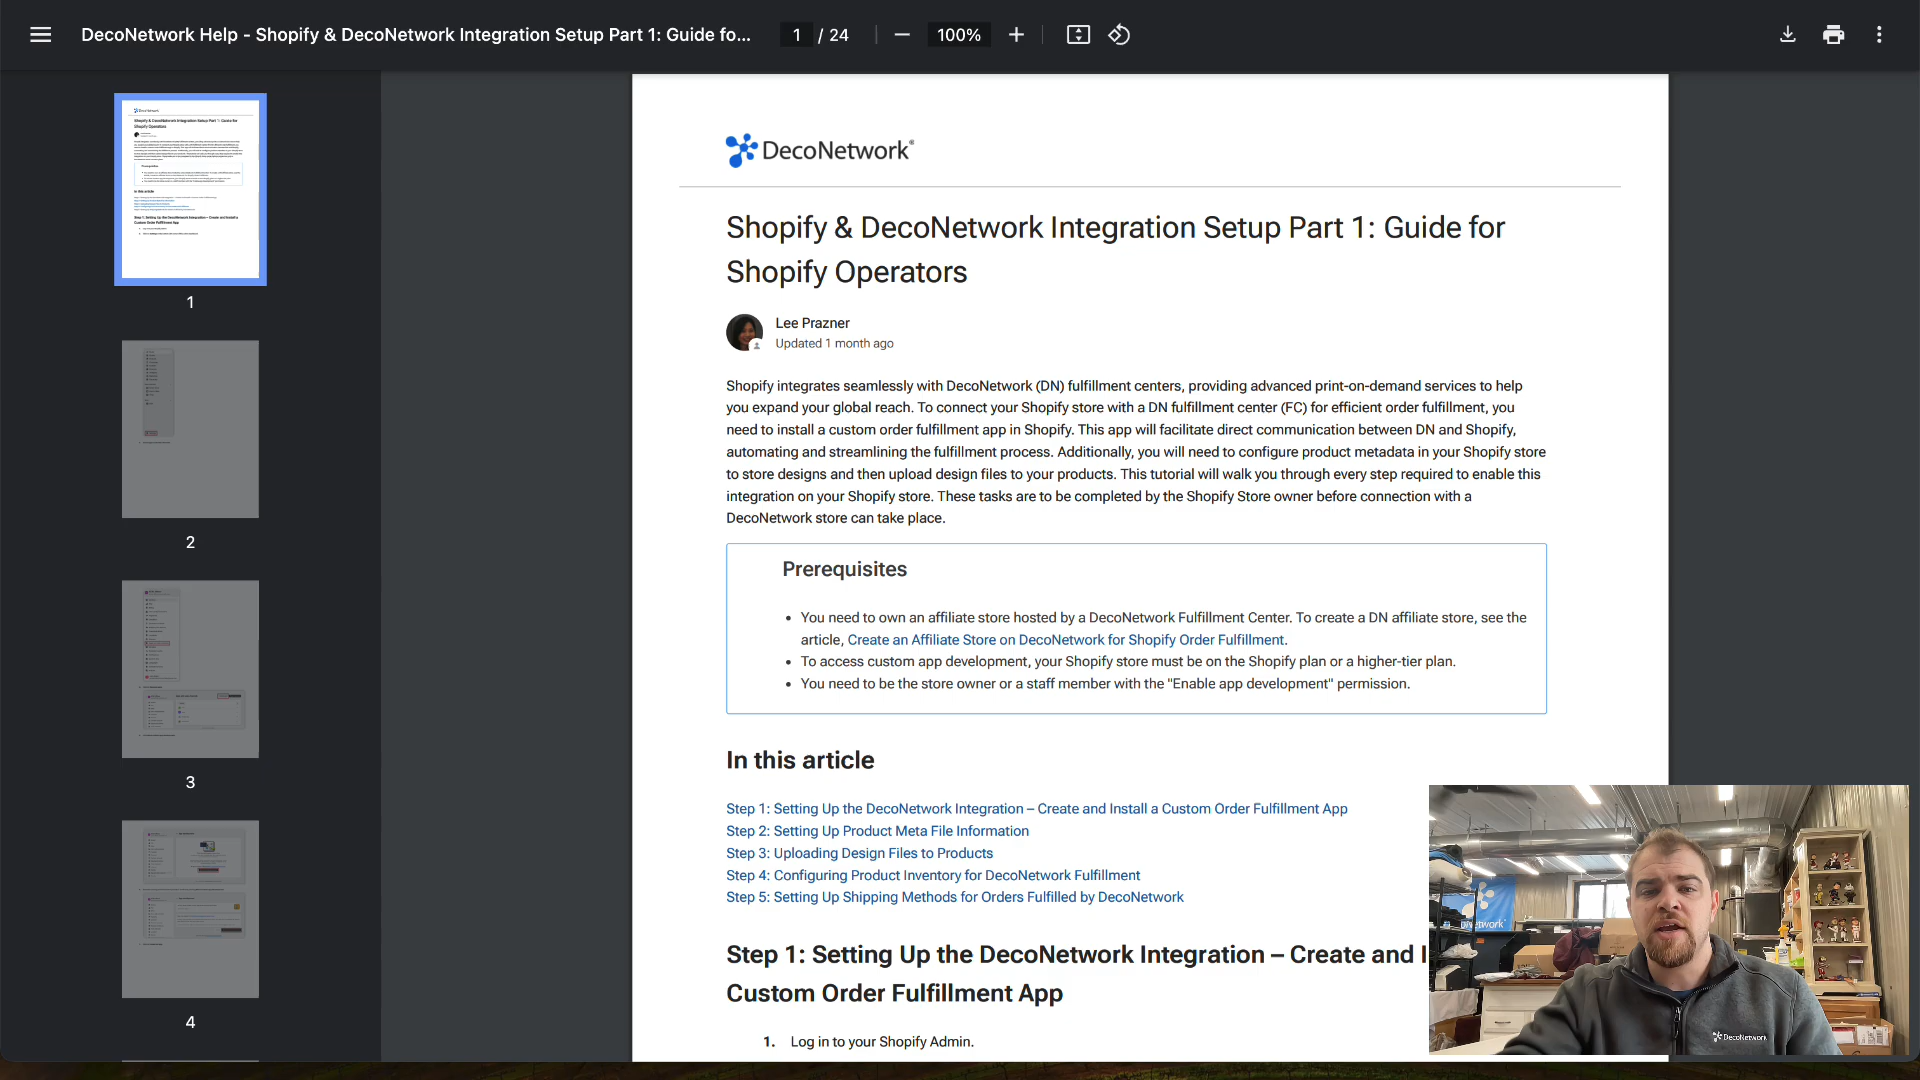 DecoNetwork Help - Shopify & DecoNetwork Integration Setup Part 1: Guide fo...
1 / 24
100%
DecoNetwork®
Shopify & DecoNetwork Integration Setup Part 1: Guide for
Shopify Operators
Lee Prazner
Updated 1 month ago
Shopify integrates seamlessly with DecoNetwork (DN) fulfillment centers, providing advanced print-on-demand services to help
you expand your global reach. To connect your Shopify store with a DN fulfillment center (FC) for efficient order fulfillment, you
need to install a custom order fulfillment app in Shopify. This app will facilitate direct communication between DN and Shopify,
automating and streamlining the fulfillment process. Additionally, you will need to configure product metadata in your Shopify store
to store designs and then upload design files to your products. This tutorial will walk you through every step required to enable this
integration on your Shopify store. These tasks are to be completed by the Shopify Store owner before connection with a
DecoNetwork store can take place.
Prerequisites
• You need to own an affiliate store hosted by a DecoNetwork Fulfillment Center. To create a DN affiliate store, see the
article, Create an Affiliate Store on DecoNetwork for Shopify Order Fulfillment.
• To access custom app development, your Shopify store must be on the Shopify plan or a higher-tier plan.
• You need to be the store owner or a staff member with the "Enable app development" permission.
In this article
Step 1: Setting Up the DecoNetwork Integration – Create and Install a Custom Order Fulfillment App
Step 2: Setting Up Product Meta File Information
Step 3: Uploading Design Files to Products
Step 4: Configuring Product Inventory for DecoNetwork Fulfillment
Step 5: Setting Up Shipping Methods for Orders Fulfilled by DecoNetwork
Step 1: Setting Up the DecoNetwork Integration – Create and I
Custom Order Fulfillment App
1. Log in to your Shopify Admin.
1
2
3
4
DecoNetwork